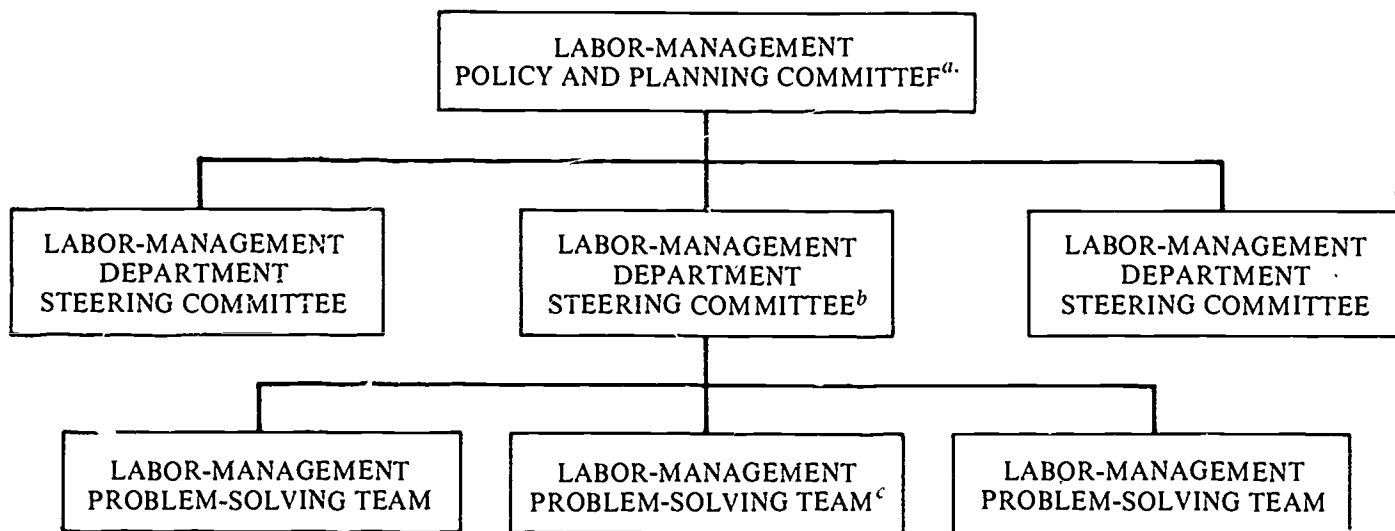 LABOR-MANAGEMENT
POLICY AND PLANNING COMMITTEFa.
LABOR-MANAGEMENT
DEPARTMENT
STEERING COMMITTEE
LABOR-MANAGEMENT
DEPARTMENT
STEERING COMMITTEEb
LABOR-MANAGEMENT
DEPARTMENT
STEERING COMMITTEE
LABOR-MANAGEMENT
PROBLEM-SOLVING TEAM
LABOR-MANAGEMENT
PROBLEM-SOLVING TEAMc
LABOR-MANAGEMENT
PROBLEM-SOLVING TEAM